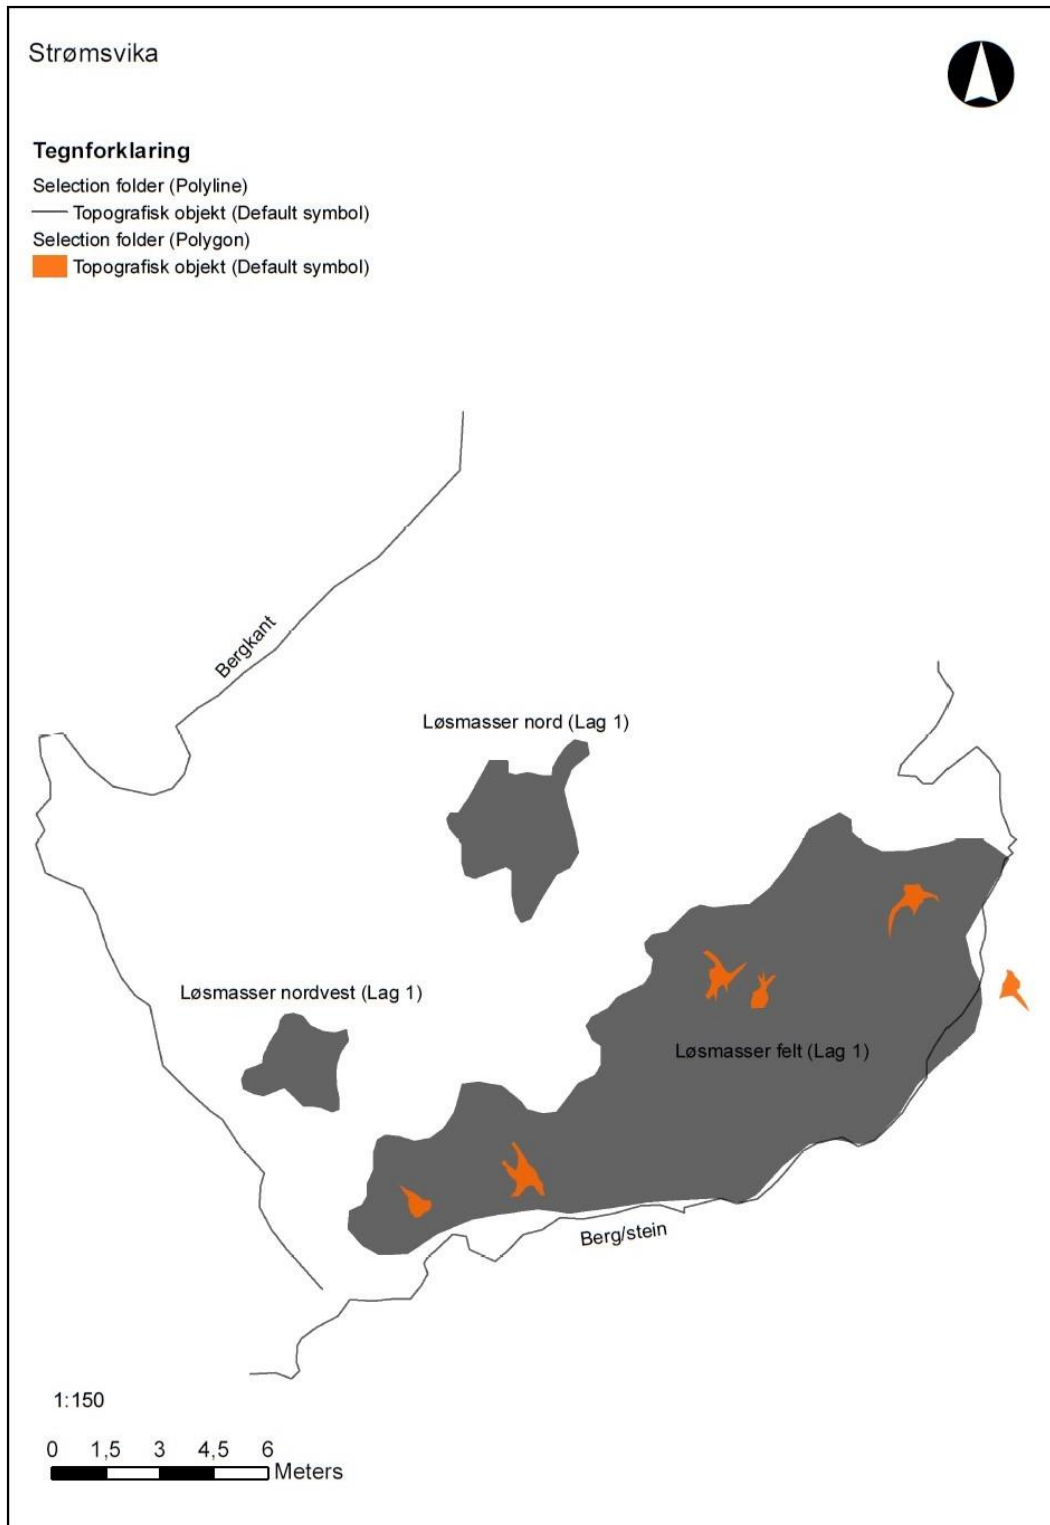 Strømsvika
Tegnforklaring
Selection folder (Polyline)
Topografisk objekt (Default symbol)
Selection folder (Polygon)
Topografisk objekt (Default symbol)
Bergkant
Løsmasser nord (Lag 1)
Løsmasser nordvest (Lag 1)
Løsmasser felt (Lag 1)
Berg/stein
1:150
0 1,5 3 4,5 6
Meters